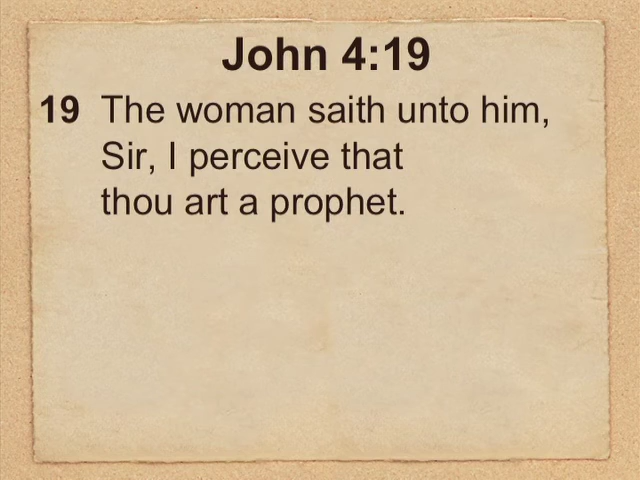 John 4:19
19 The woman saith unto him,
Sir, I perceive that
thou art a prophet.